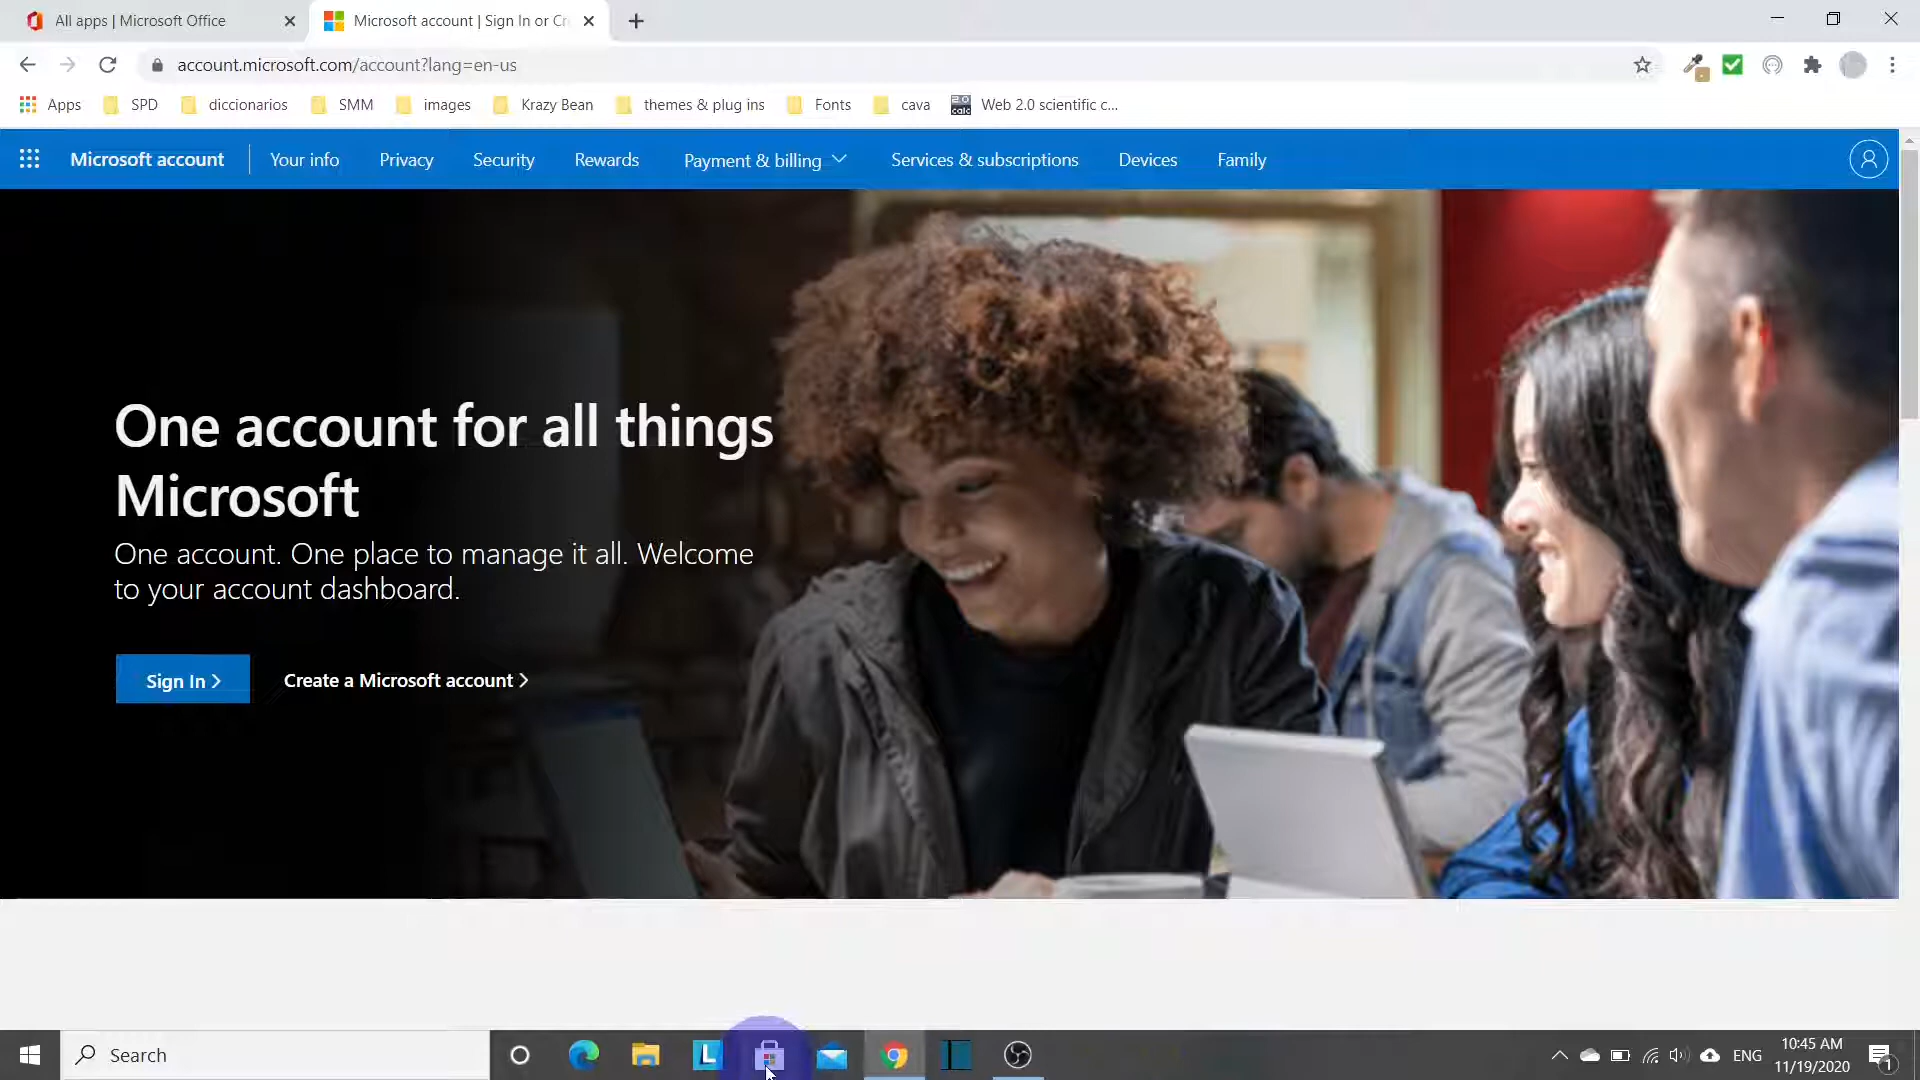 All apps | Microsoft Office
Microsoft account | Sign In or Cr
account.microsoft.com/account?lang=en-us
Apps SPD diccionarios SMM images Krazy Bean themes & plug ins Fonts cava Web 2.0 scientific c...
Microsoft account Your info Privacy Security Rewards Payment & billing Services & subscriptions Devices Family
One account for all things
Microsoft
One account. One place to manage it all. Welcome
to your account dashboard.
Sign In > Create a Microsoft account >
Search
L
ENG
10:45 AM
11/19/2020
1